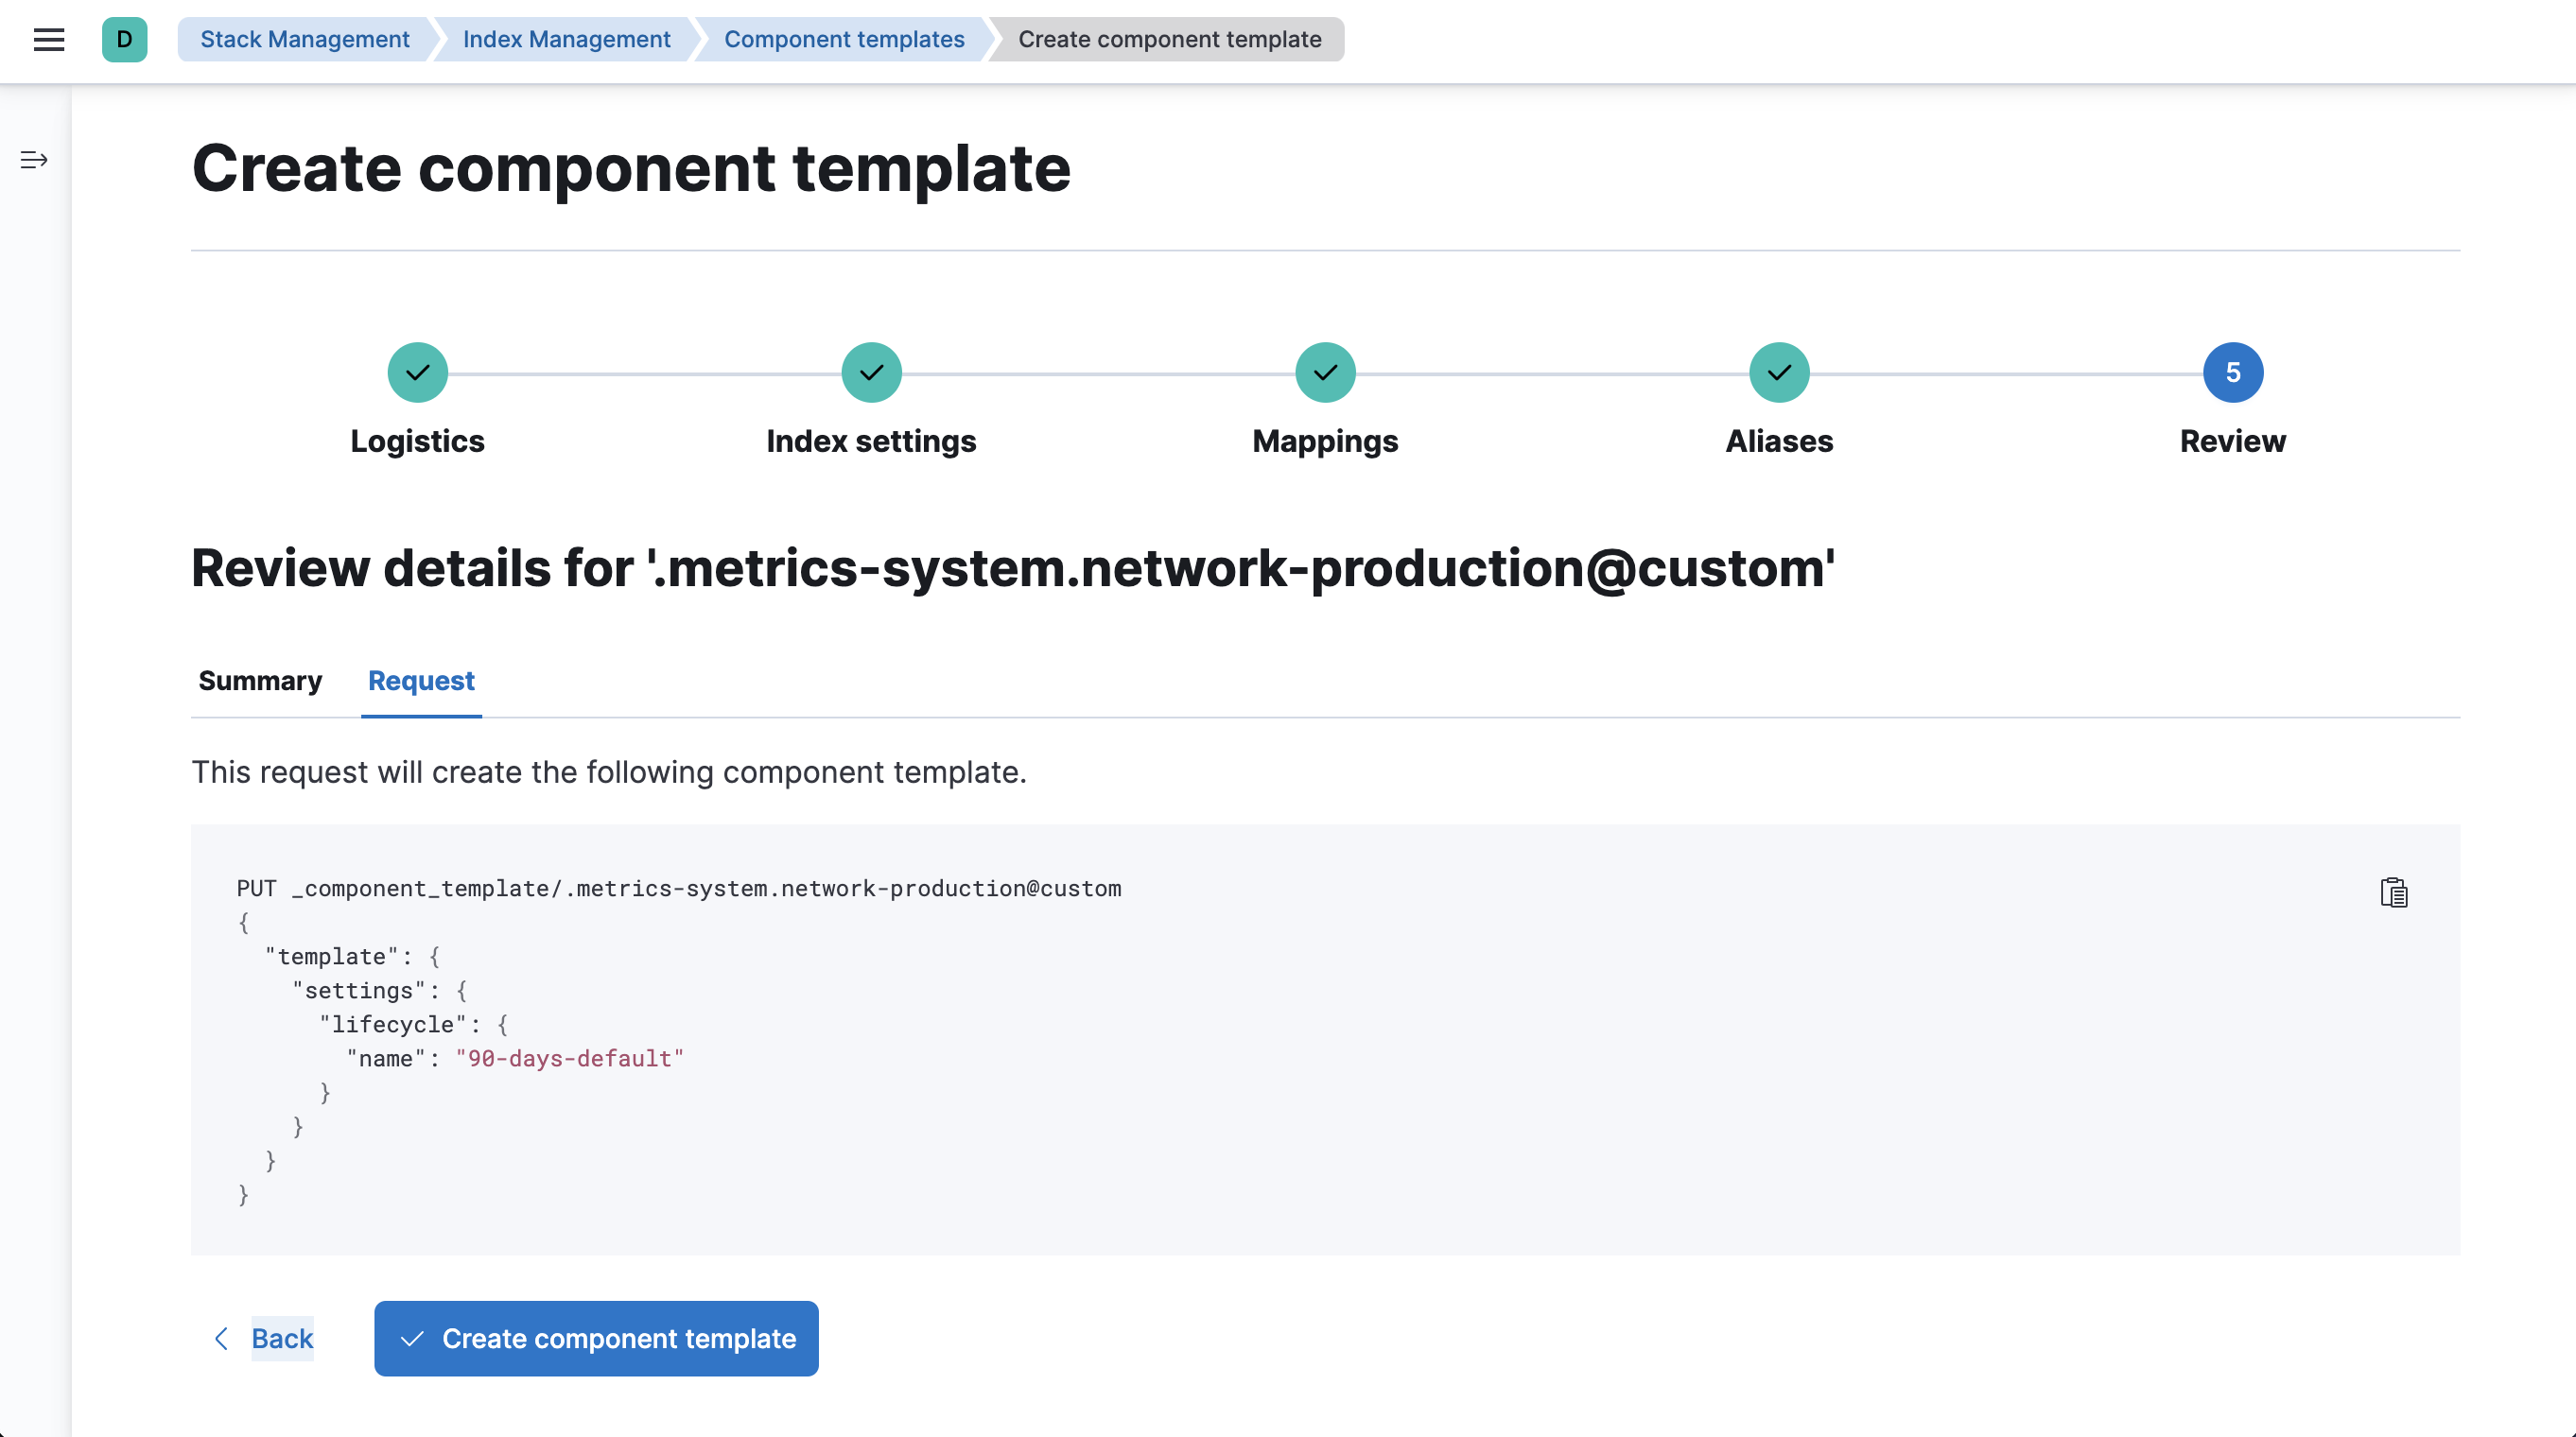 D
Stack Management
Index Management
Component templates
Create component template
Create component template
Logistics
Index settings
Mappings
Aliases
5
Review
Review details for '.metrics-system.network-production@custom'
Summary
Request
This request will create the following component template.
PUT _component_template/.metrics-system.network-production@custom
{
  "template": {
    "settings": {
      "lifecycle": {
        "name": "90-days-default"
      }
    }
  }
}
Back
Create component template